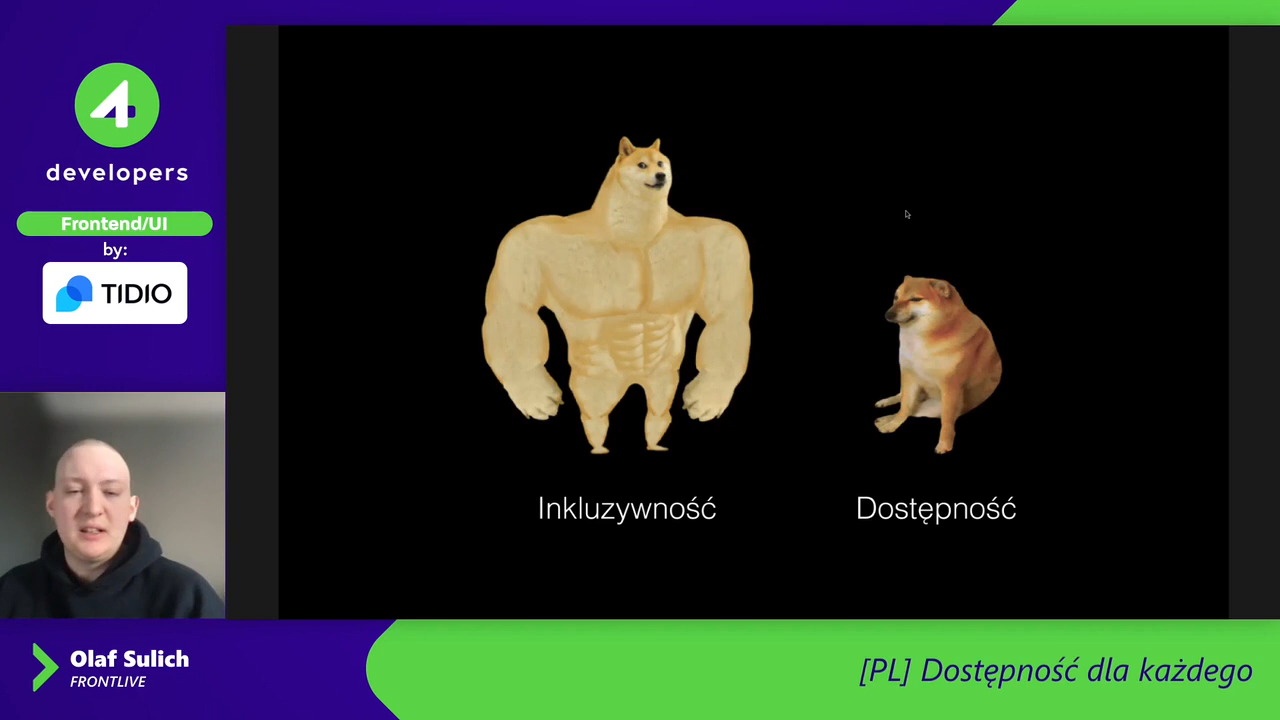 4
developers
Frontend/UI
by:
TIDIO
Inkluzywność
Dostępność
Olaf Sulich
FRONTLIVE
[PL] Dostępność dla każdego